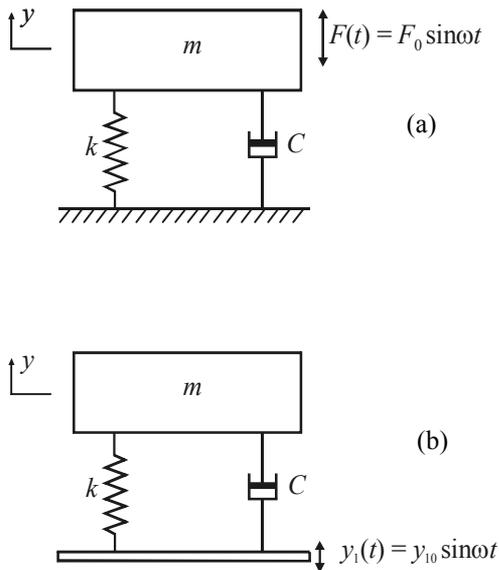 y
m
F(t) = F₀ sinωt
(a)
k
C
y
m
(b)
k
C
y₁(t) = y₁₀ sinωt